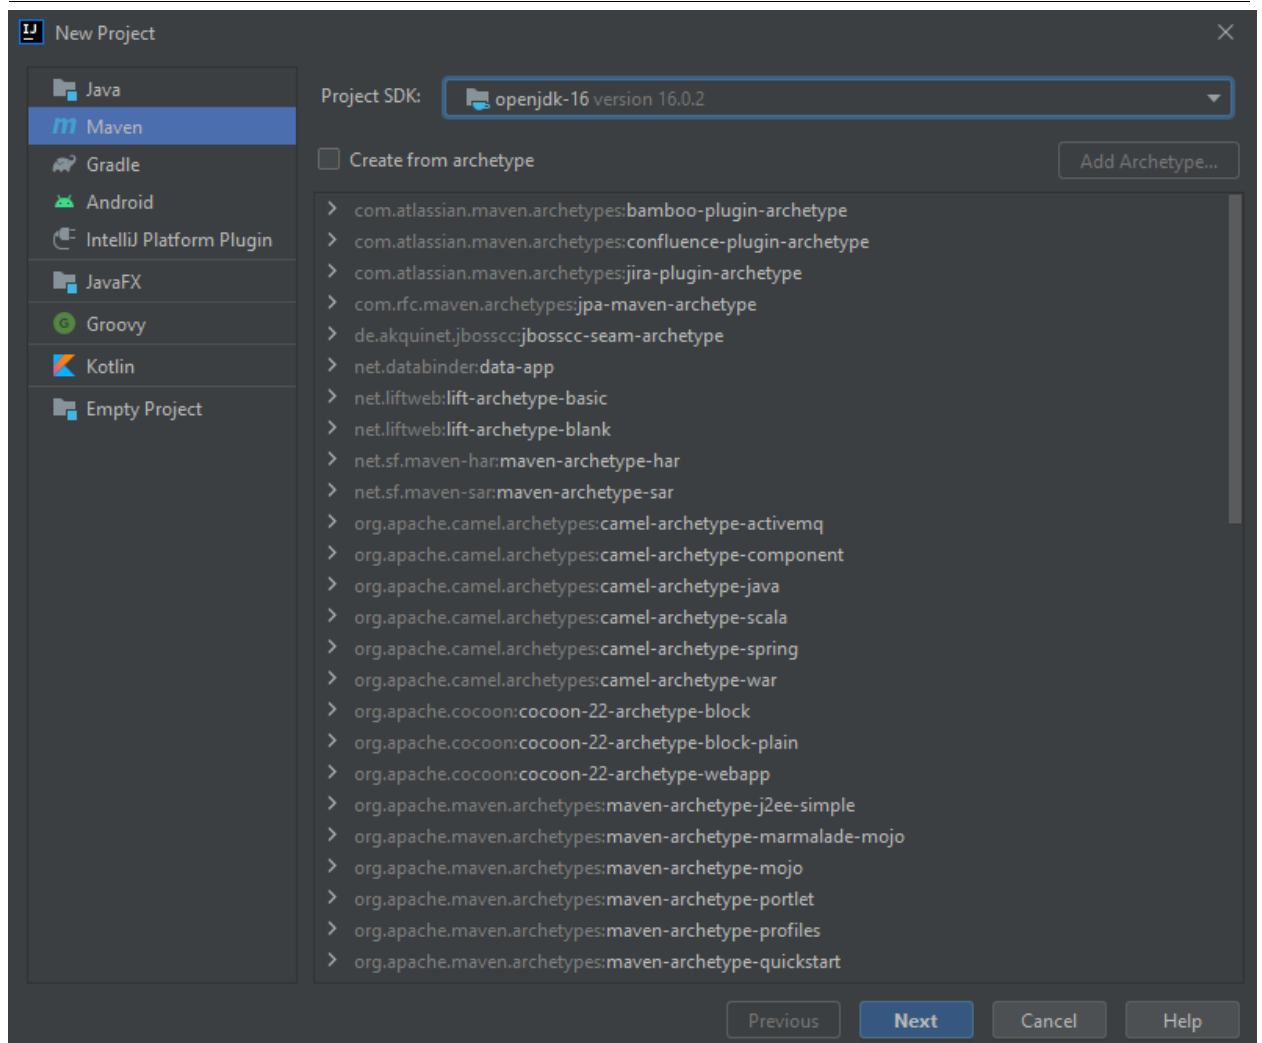 New Project
Java
Maven
Gradle
Android
IntelliJ Platform Plugin
JavaFX
Groovy
Kotlin
Empty Project
Project SDK: openjdk-16 version 16.0.2
Create from archetype
Add Archetype...
com.atlassian.maven.archetypes:bamboo-plugin-archetype
com.atlassian.maven.archetypes:confluence-plugin-archetype
com.atlassian.maven.archetypes:jira-plugin-archetype
com.rfc.maven.archetypes:jpa-maven-archetype
de.akquinet.jbosscc:jbosscc-seam-archetype
net.databinder:data-app
net.liftweb:lift-archetype-basic
net.liftweb:lift-archetype-blank
net.sf.maven-har:maven-archetype-har
net.sf.maven-sar:maven-archetype-sar
org.apache.camel.archetypes:camel-archetype-activemq
org.apache.camel.archetypes:camel-archetype-component
org.apache.camel.archetypes:camel-archetype-java
org.apache.camel.archetypes:camel-archetype-scala
org.apache.camel.archetypes:camel-archetype-spring
org.apache.camel.archetypes:camel-archetype-war
org.apache.cocoon:cocoon-22-archetype-block
org.apache.cocoon:cocoon-22-archetype-block-plain
org.apache.cocoon:cocoon-22-archetype-webapp
org.apache.maven.archetypes:maven-archetype-j2ee-simple
org.apache.maven.archetypes:maven-archetype-marmalade-mojo
org.apache.maven.archetypes:maven-archetype-mojo
org.apache.maven.archetypes:maven-archetype-portlet
org.apache.maven.archetypes:maven-archetype-profiles
org.apache.maven.archetypes:maven-archetype-quickstart
Previous
Next
Cancel
Help